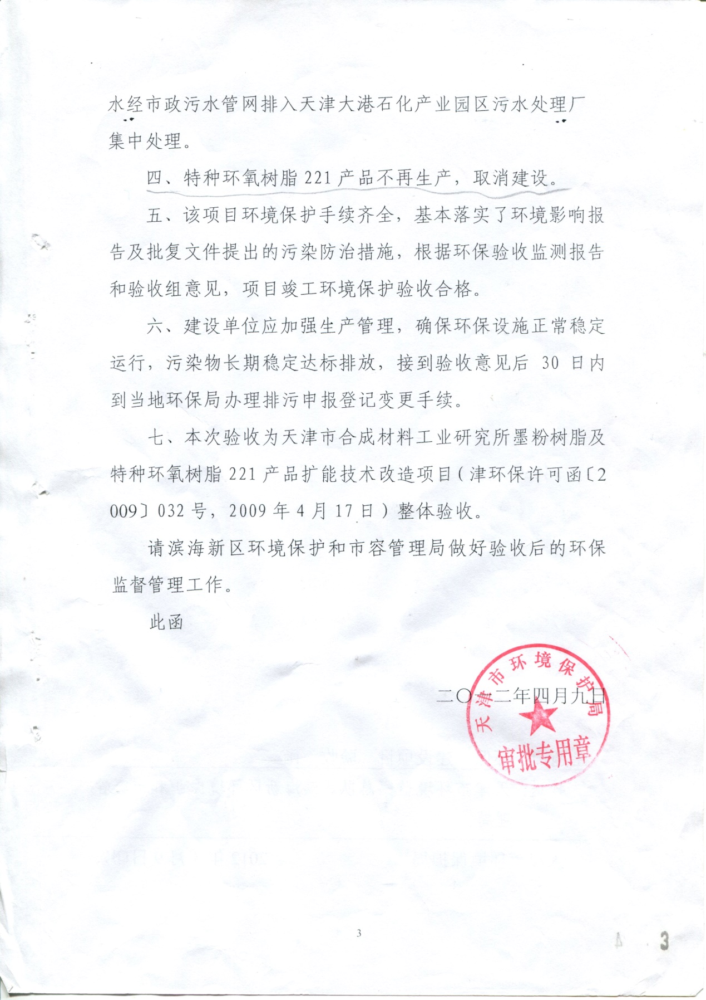 水经市政污水管网排入天津大港石化产业园区污水处理厂
集中处理。
四、特种环氧树脂 221 产品不再生产，取消建设。
五、该项目环境保护手续齐全，基本落实了环境影响报
告及批复文件提出的污染防治措施，根据环保验收监测报告
和验收组意见，项目竣工环境保护验收合格。
六、建设单位应加强生产管理，确保环保设施正常稳定
运行，污染物长期稳定达标排放，接到验收意见后 30 日内
到当地环保局办理排污申报登记变更手续。
七、本次验收为天津市合成材料工业研究所墨粉树脂及
特种环氧树脂 221 产品扩能技术改造项目（津环保许可函〔2
009〕032 号，2009 年 4 月 17 日）整体验收。
请滨海新区环境保护和市容管理局做好验收后的环保
监督管理工作。
此函
二〇一二年四月九日
天津市环境保护局
审批专用章
3
3